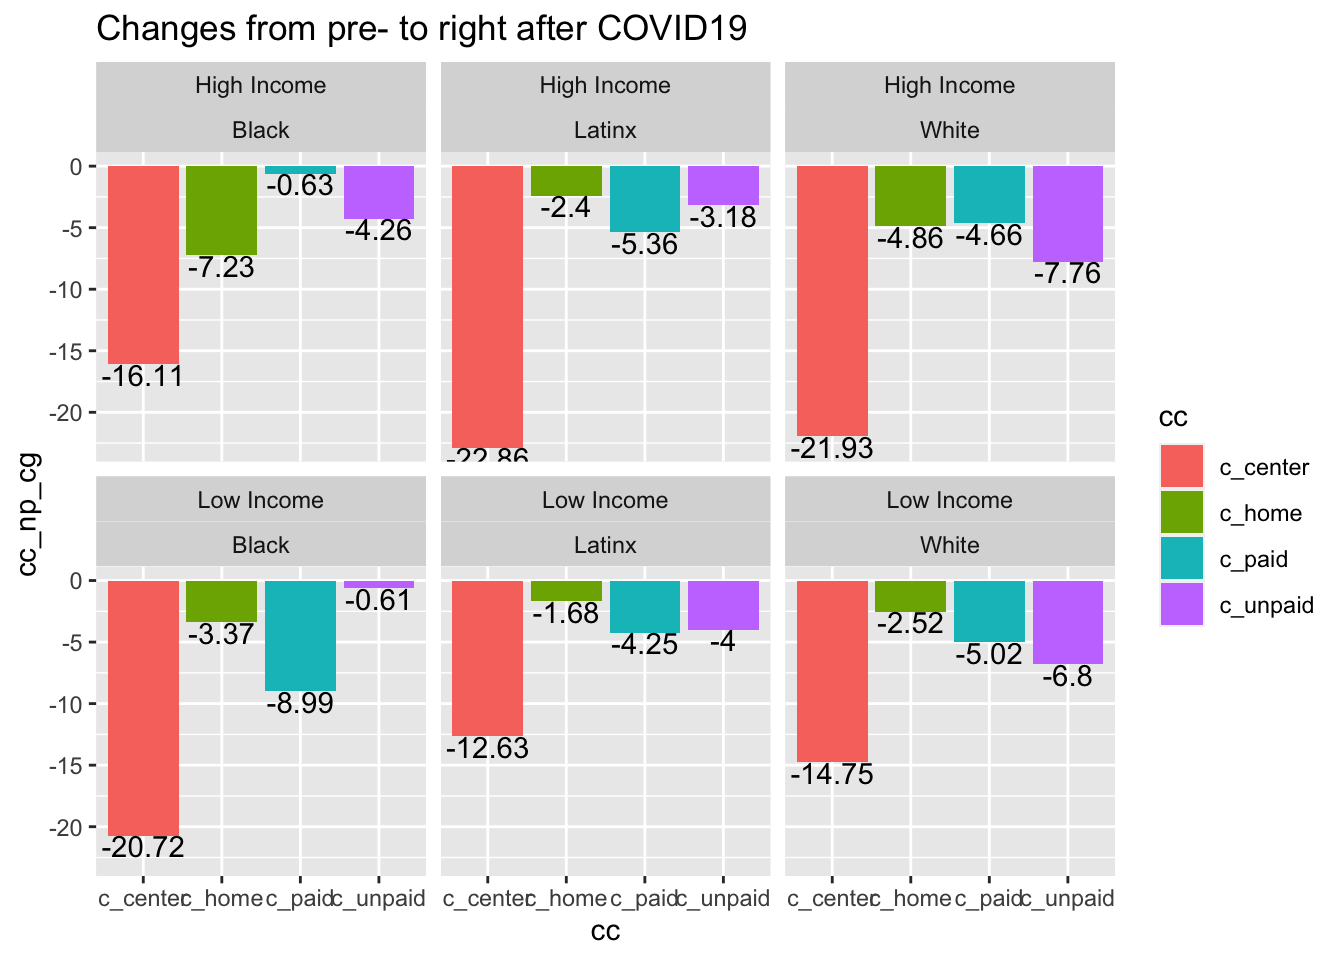 Changes from pre- to right after COVID19
High Income
High Income
High Income
Black
Latinx
White
0
-5
-10
-15
-20
-16.11
-7.23
-0.63
-4.26
-22.86
-2.4
-5.36
-3.18
-21.93
-4.86
-4.66
-7.76
cc_np_cg
Low Income
Low Income
Low Income
Black
Latinx
White
0
-5
-10
-15
-20
-20.72
-3.37
-8.99
-0.61
-12.63
-1.68
-4.25
-4
-14.75
-2.52
-5.02
-6.8
c_center c_home c_paid c_unpaid
c_center c_home c_paid c_unpaid
c_center c_home c_paid c_unpaid
cc
cc
c_center
c_home
c_paid
c_unpaid